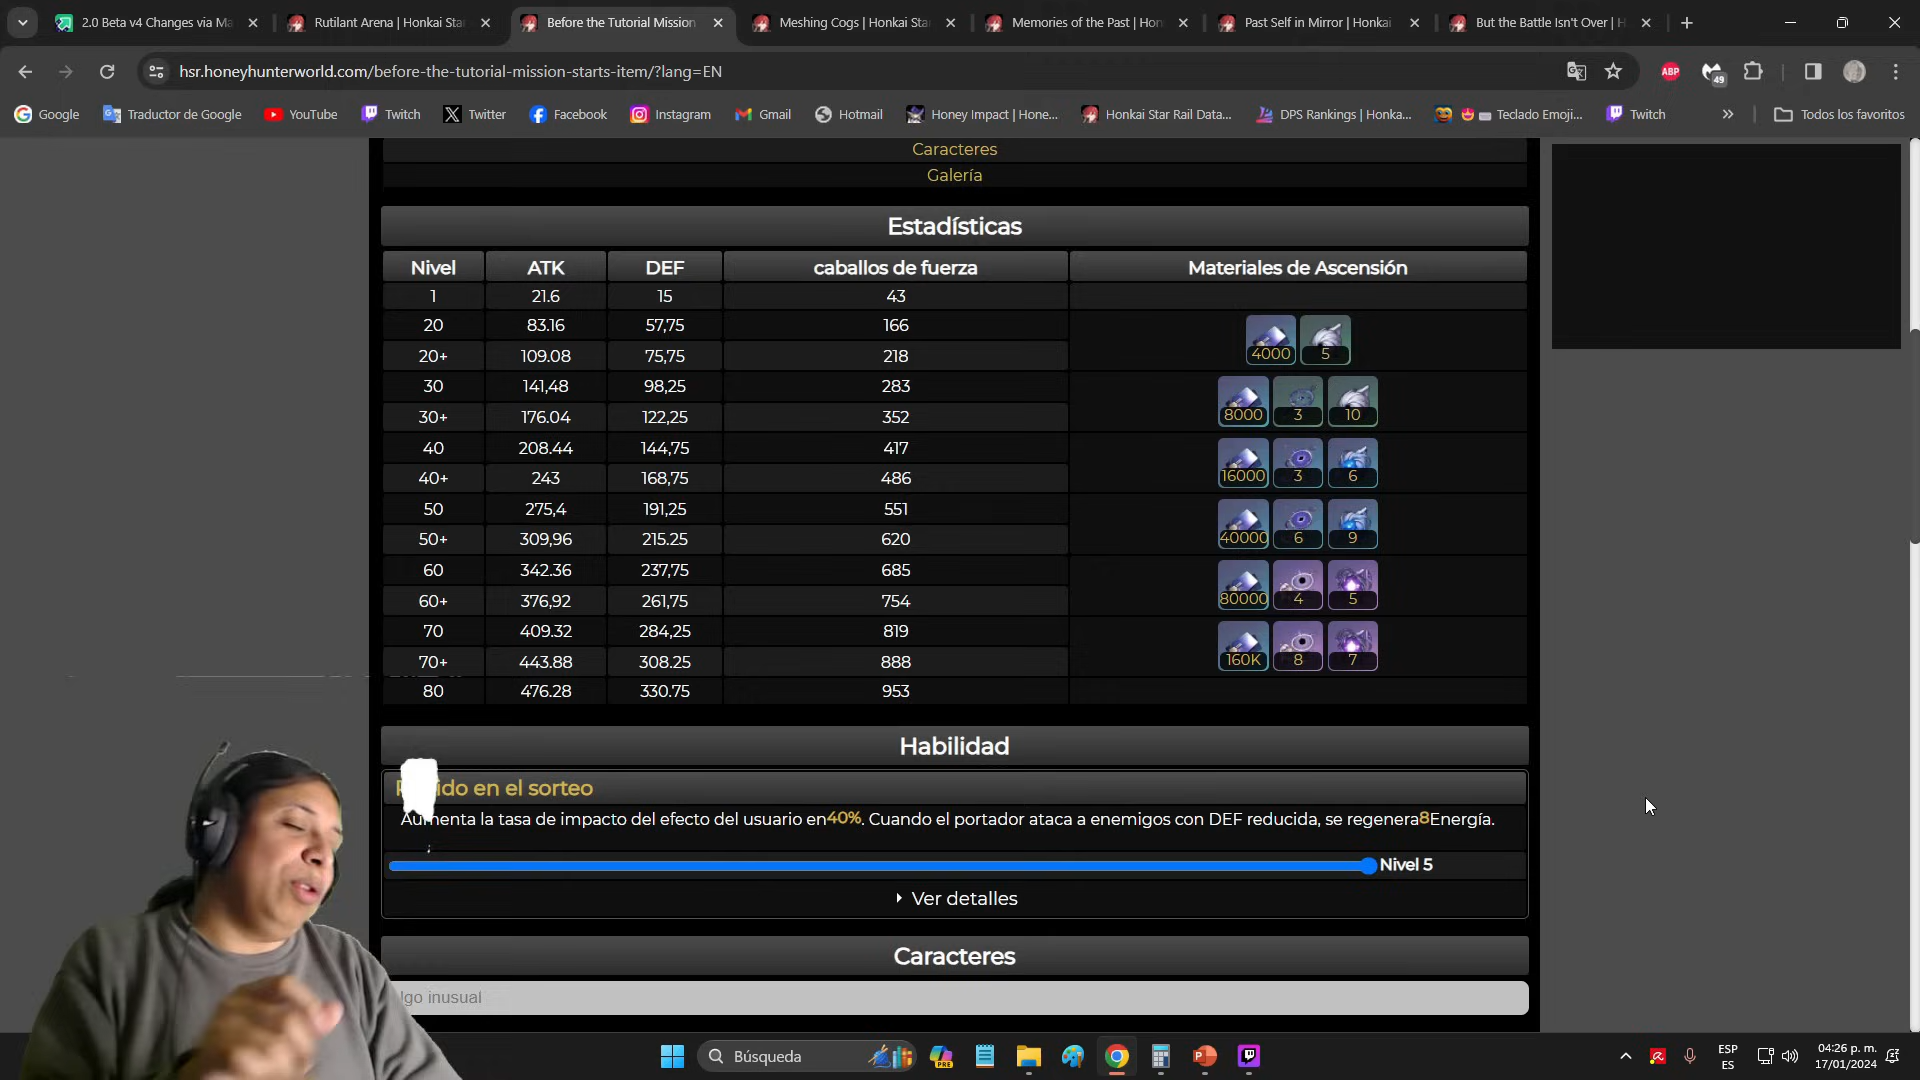 2.0 Beta v4 Changes via Ma
Rutilant Arena | Honkai Sta
Before the Tutorial Mission
Meshing Cogs | Honkai Sta
Memories of the Past | Hon
Past Self in Mirror | Honkai
But the Battle Isn't Over | H
hsr.honeyhunterworld.com/before-the-tutorial-mission-starts-item/?lang=EN
ABP
49
Google
Traductor de Google
YouTube
Twitch
Twitter
Facebook
Instagram
Gmail
Hotmail
Honey Impact | Hone...
Honkai Star Rail Data...
DPS Rankings | Honka...
Teclado Emoji...
Twitch
»
Todos los favoritos
Caracteres
Galería
Estadísticas
Nivel ATK DEF caballos de fuerza Materiales de Ascensión
1 21.6 15 43
20 83.16 57,75 166
4000 5
20+ 109.08 75,75 218
30 141,48 98,25 283
8000 3 10
30+ 176.04 122,25 352
40 208.44 144,75 417
16000 3 6
40+ 243 168,75 486
50 275,4 191,25 551
40000 6 9
50+ 309,96 215.25 620
60 342.36 237,75 685
80000 4 5
60+ 376,92 261,75 754
70 409.32 284,25 819
160K 8 7
70+ 443.88 308.25 888
80 476.28 330.75 953
Habilidad
ido en el sorteo
Aumenta la tasa de impacto del efecto del usuario en40%. Cuando el portador ataca a enemigos con DEF reducida, se regenera8Energía.
Nivel 5
Ver detalles
Caracteres
lgo inusual
Búsqueda
PRE
ESP
ES
04:26 p. m.
17/01/2024